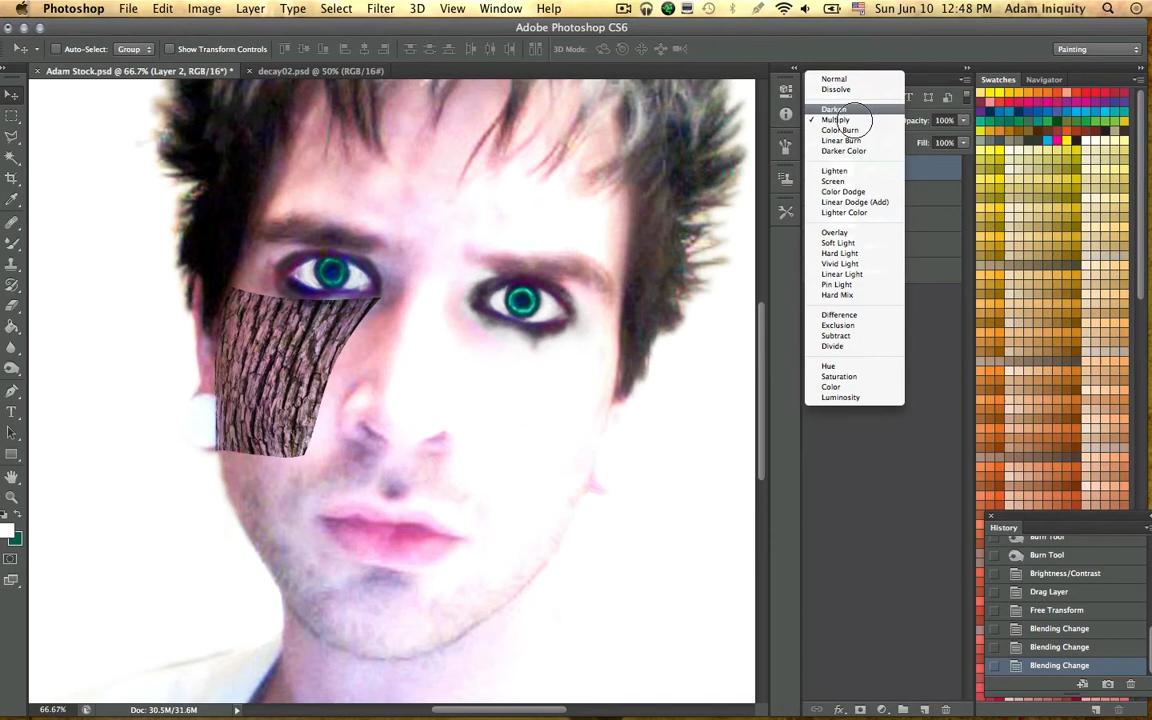 Photoshop File Edit Image Layer Type Select Filter 3D View Window Help Sun Jun 10 12:48 PM Adam Iniquity
Adobe Photoshop CS6
Auto-Select: Group Show Transform Controls 3D Mode: Painting
Adam Stock.psd @ 66.7% (Layer 2, RGB/16*) * decay02.psd @ 50% (RGB/16#)
Normal
Dissolve
Darken
Multiply
Color Burn
Linear Burn
Darker Color
Lighten
Screen
Color Dodge
Linear Dodge (Add)
Lighter Color
Overlay
Soft Light
Hard Light
Vivid Light
Linear Light
Pin Light
Hard Mix
Difference
Exclusion
Subtract
Divide
Hue
Saturation
Color
Luminosity
Opacity: 100%
Fill: 100%
Swatches Navigator
History
Burn Tool
Burn Tool
Brightness/Contrast
Drag Layer
Free Transform
Blending Change
Blending Change
Blending Change
66.67% Doc: 30.5M/31.6M